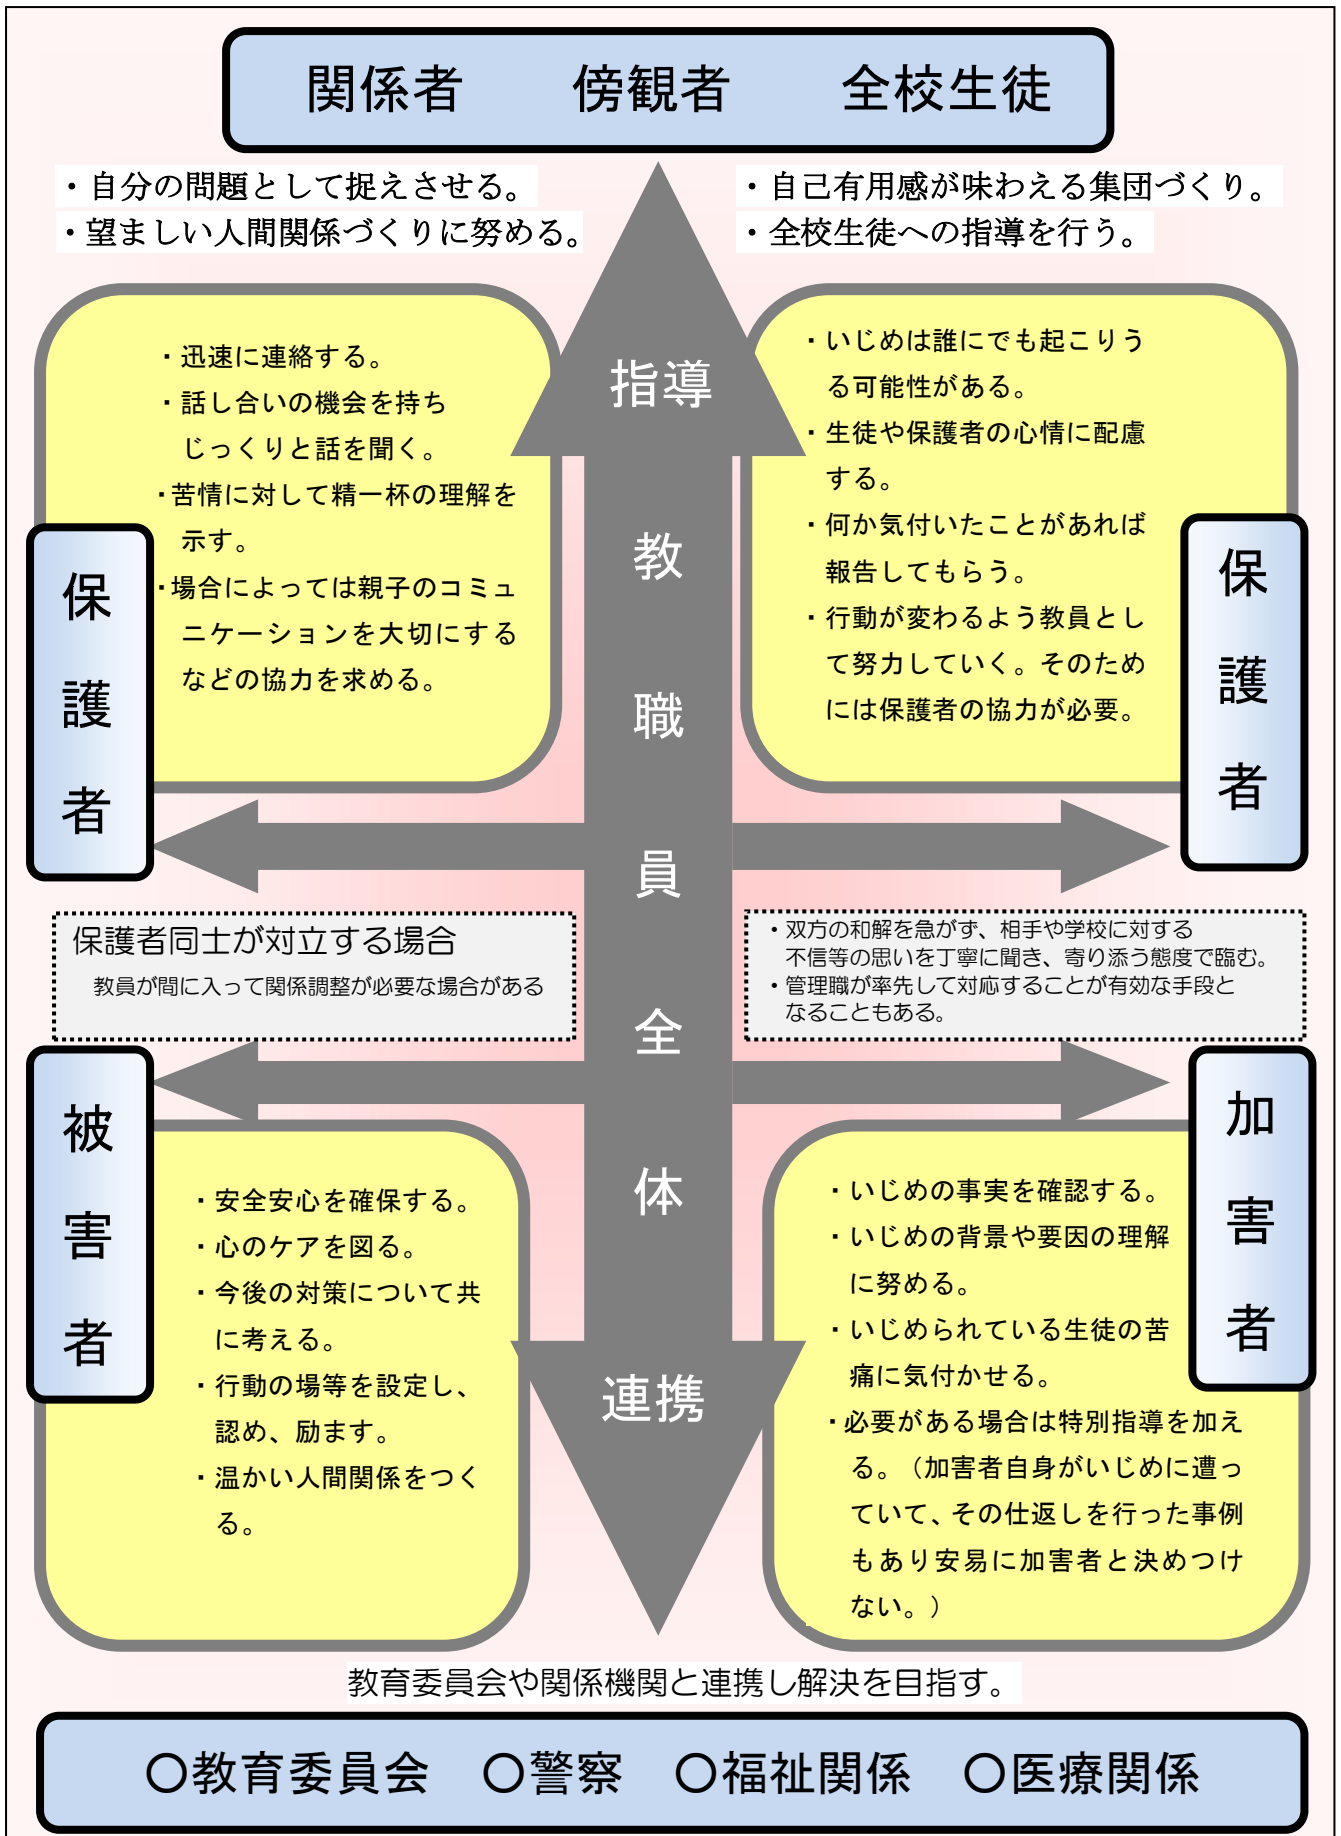 関係者　　傍観者　　全校生徒
・自分の問題として捉えさせる。
・望ましい人間関係づくりに努める。
・自己有用感が味わえる集団づくり。
・全校生徒への指導を行う。
・迅速に連絡する。
・話し合いの機会を持ち
じっくりと話を聞く。
・苦情に対して精一杯の理解を
示す。
・場合によっては親子のコミュ
ニケーションを大切にする
などの協力を求める。
保護者
指導
教職員全体
連携
・いじめは誰にでも起こりう
る可能性がある。
・生徒や保護者の心情に配慮
する。
・何か気付いたことがあれば
報告してもらう。
・行動が変わるよう教員とし
て努力していく。そのため
には保護者の協力が必要。
保護者
保護者同士が対立する場合
教員が間に入って関係調整が必要な場合がある
・双方の和解を急がず、相手や学校に対する
不信等の思いを丁寧に聞き、寄り添う態度で臨む。
・管理職が率先して対応することが有効な手段と
なることもある。
被害者
・安全安心を確保する。
・心のケアを図る。
・今後の対策について共
に考える。
・行動の場等を設定し、
認め、励ます。
・温かい人間関係をつく
る。
加害者
・いじめの事実を確認する。
・いじめの背景や要因の理解
に努める。
・いじめられている生徒の苦
痛に気付かせる。
・必要がある場合は特別指導を加え
る。（加害者自身がいじめに遭っ
ていて、その仕返しを行った事例
もあり安易に加害者と決めつけ
ない。）
教育委員会や関係機関と連携し解決を目指す。
○教育委員会　○警察　○福祉関係　○医療関係